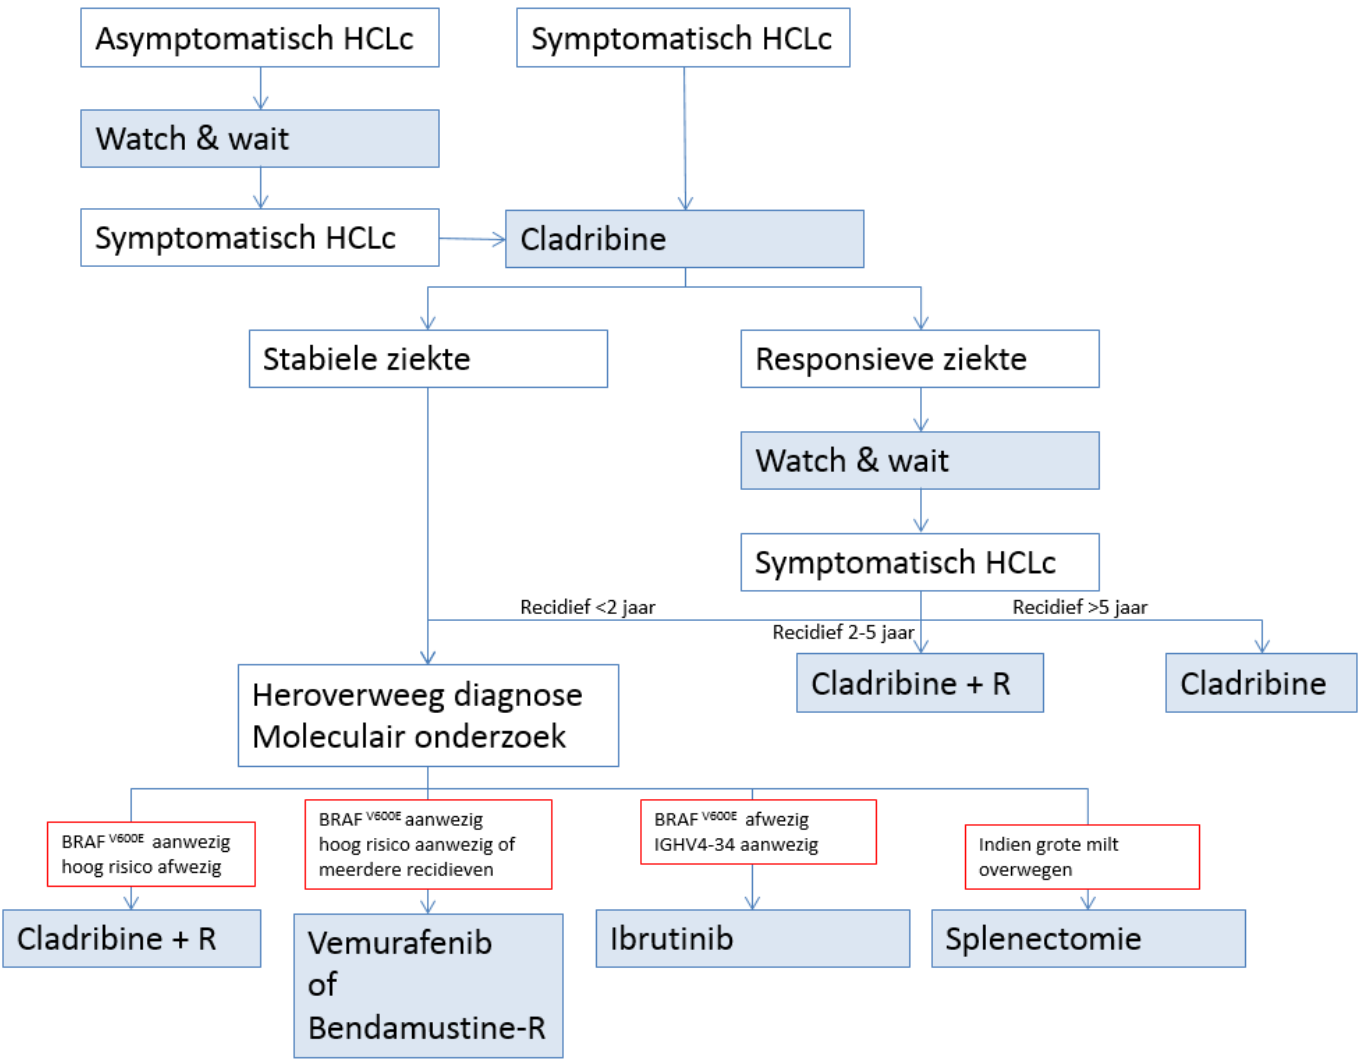 Asymptomatisch HCLc
Symptomatisch HCLc
Watch & wait
Symptomatisch HCLc
Cladribine
Stabiele ziekte
Responsieve ziekte
Watch & wait
Symptomatisch HCLc
Recidief <2 jaar
Recidief >5 jaar
Recidief 2-5 jaar
Cladribine + R
Cladribine
Heroverweeg diagnose
Moleculair onderzoek
BRAF V600E aanwezig
hoog risico afwezig
BRAF V600E aanwezig
hoog risico aanwezig of
meerdere recidieven
BRAF V600E afwezig
IGHV4-34 aanwezig
Indien grote milt
overwegen
Cladribine + R
Vemurafenib
of
Bendamustine-R
Ibrutinib
Splenectomie